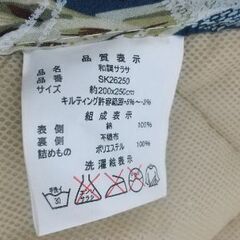 品質表示
品名 和調サラサ
品番 SK26250
サイズ 約200x250cm
キルティング許容範囲+5%〜-3%
組成表示
表側 綿 100%
裏側 不織布
詰めもの ポリエステル 100%
洗濯絵表示